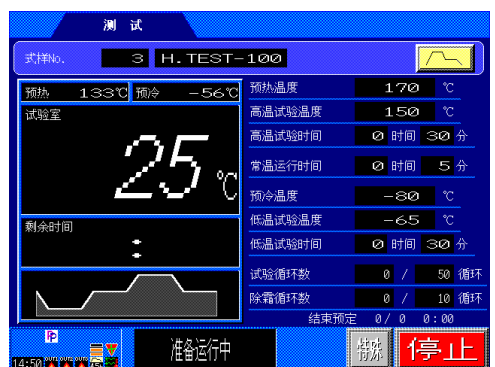 测 试
式样No. 3 H.TEST-100
预热 133℃ 预冷 -56℃
试验室
25℃
剩余时间
:
预热温度 170 ℃
高温试验温度 150 ℃
高温试验时间 0 时间 30 分
常温运行时间 0 时间 5 分
预冷温度 -80 ℃
低温试验温度 -65 ℃
低温试验时间 0 时间 30 分
试验循环数 0 / 50 循环
除霜循环数 0 / 10 循环
结束预定 0/ 0 0:00
14:50 OUT1 OUT2 OUT3
准备运行中
特殊
停止